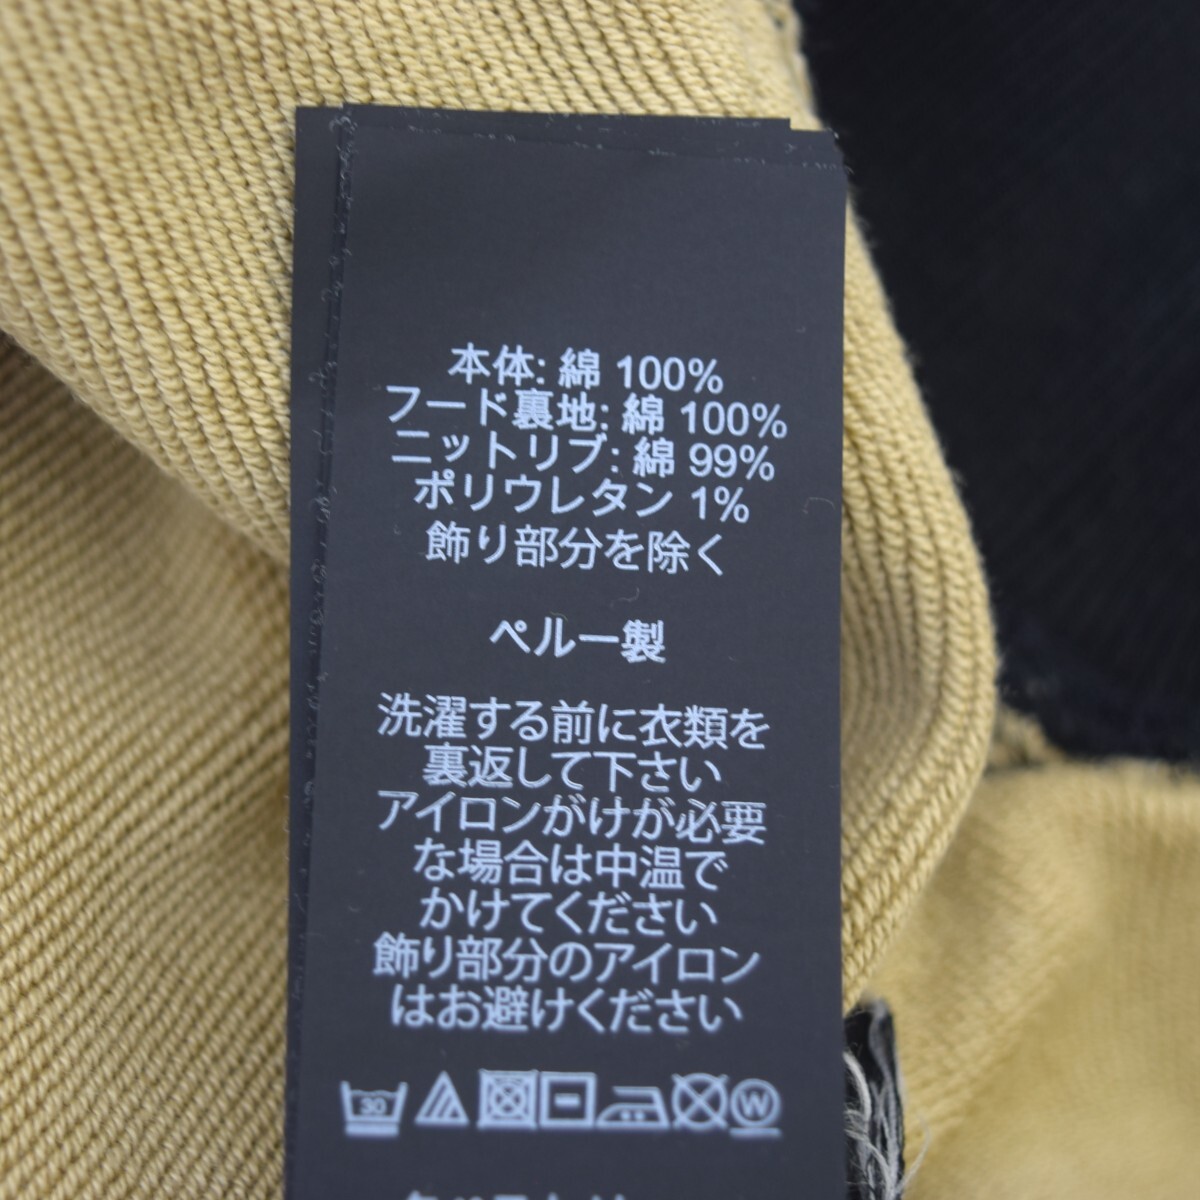 本体: 綿 100%
フード裏地: 綿 100%
ニットリブ: 綿 99%
ポリウレタン 1%
飾り部分を除く
ペルー製
洗濯する前に衣類を
裏返して下さい
アイロンがけが必要
な場合は中温で
かけてください
飾り部分のアイロン
はお避けください
30
W